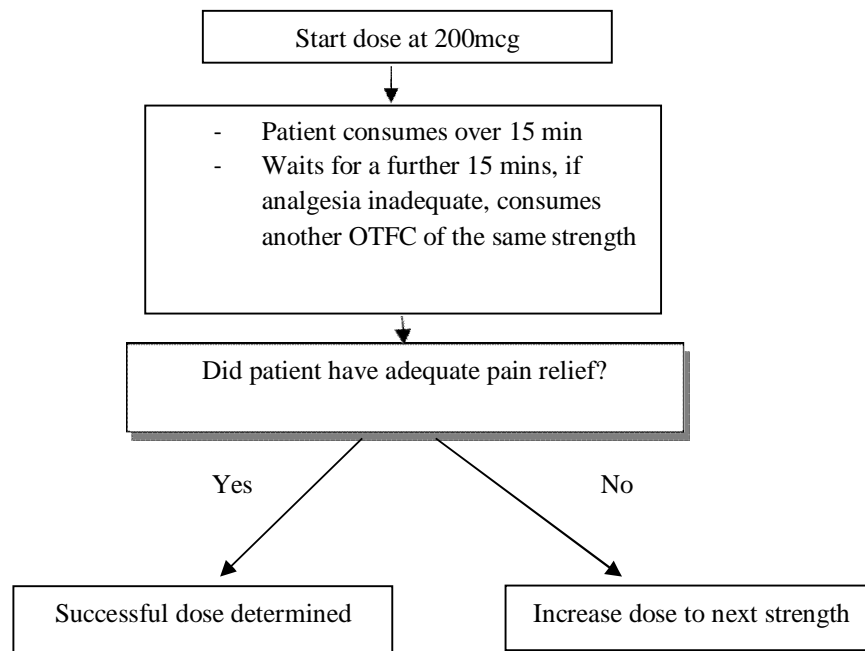 Start dose at 200mcg
- Patient consumes over 15 min
- Waits for a further 15 mins, if
analgesia inadequate, consumes
another OTFC of the same strength
Did patient have adequate pain relief?
Yes
No
Successful dose determined
Increase dose to next strength